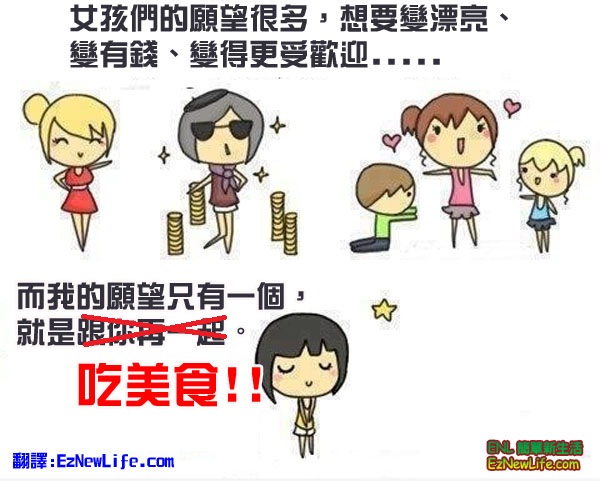 女孩們的願望很多，想要變漂亮、
變有錢、變得更受歡迎.....
而我的願望只有一個，
就是跟你再一起。
吃美食!!
翻譯:EzNewLife.com
ENL 簡單新生活
EzNewLife.com